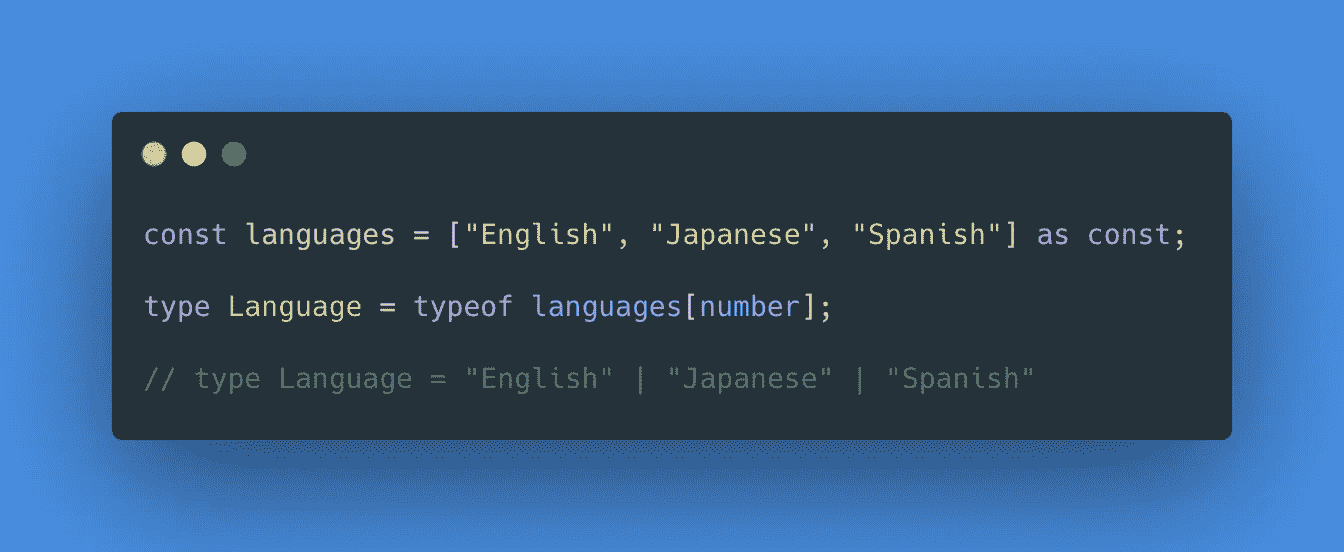 const languages = ["English", "Japanese", "Spanish"] as const;
type Language = typeof languages[number];
// type Language = "English" | "Japanese" | "Spanish"